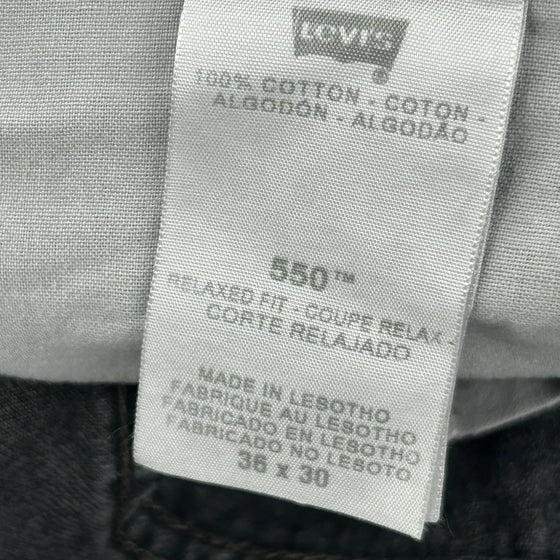 Levi's
®
100% COTTON - COTON -
ALGODÓN - ALGODÃO
550™
RELAXED FIT - COUPE RELAX -
CORTE RELAJADO
MADE IN LESOTHO
FABRIQUE AU LESOTHO
FABRICADO EN LESOTHO
FABRICADO NO LESOTO
36 x 30